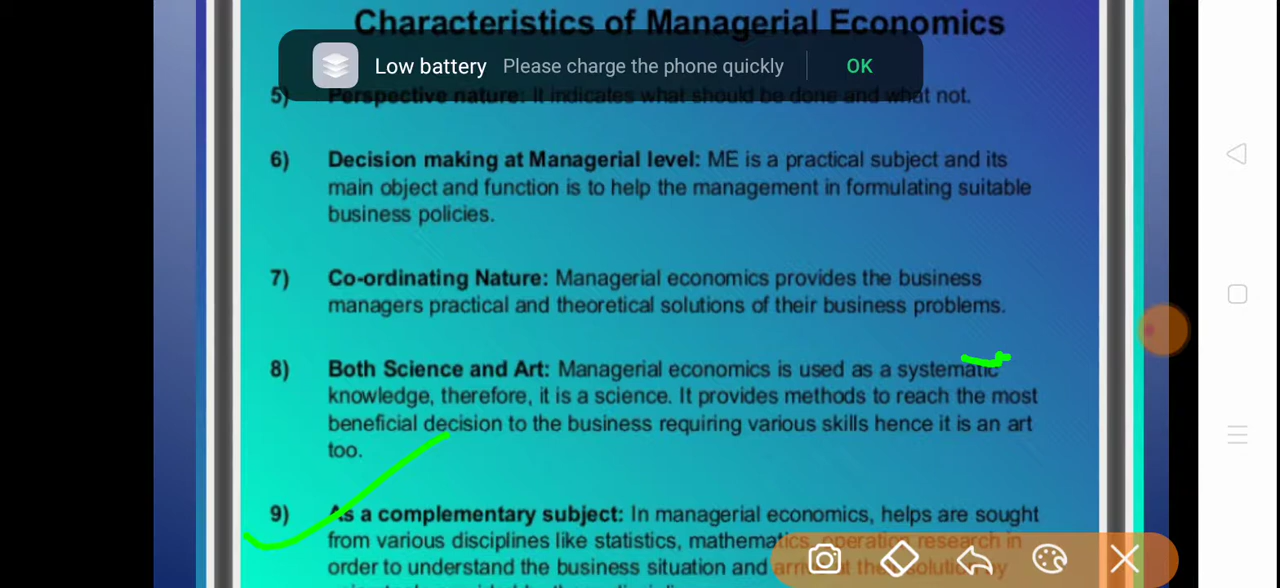 Characteristics of Managerial Economics
Low battery Please charge the phone quickly OK
5) Perspective nature: It indicates what should be done and what not.
6) Decision making at Managerial level: ME is a practical subject and its
main object and function is to help the management in formulating suitable
business policies.
7) Co-ordinating Nature: Managerial economics provides the business
managers practical and theoretical solutions of their business problems.
8) Both Science and Art: Managerial economics is used as a systematic
knowledge, therefore, it is a science. It provides methods to reach the most
beneficial decision to the business requiring various skills hence it is an art
too.
9) As a complementary subject: In managerial economics, helps are sought
from various disciplines like statistics, mathematics, operation research in
order to understand the business situation and